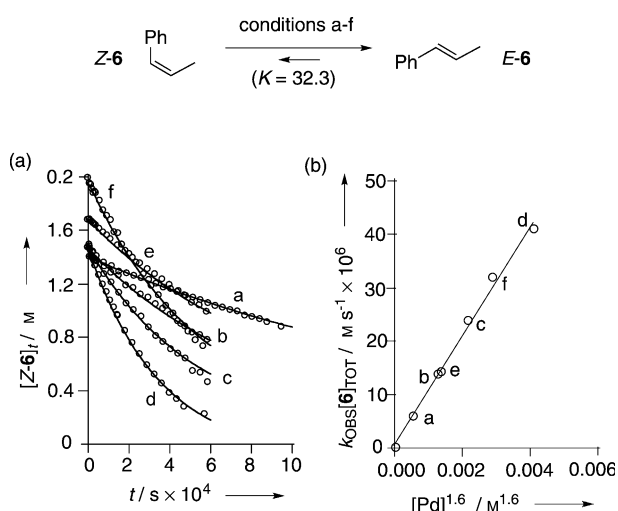 conditions a-f
Ph
Z-6
(K = 32.3)
Ph
E-6
(a)
[Z-6]t / M
0.2
1.6
1.2
0.8
0.4
0
0 2 4 6 8 10
t / s × 10⁴
f
e
a
b
c
d
(b)
kOBS[6]TOT / M s⁻¹ × 10⁶
50
40
30
20
10
0
0.000 0.002 0.004 0.006
[Pd]¹·⁶ / M¹·⁶
d
f
c
b e
a